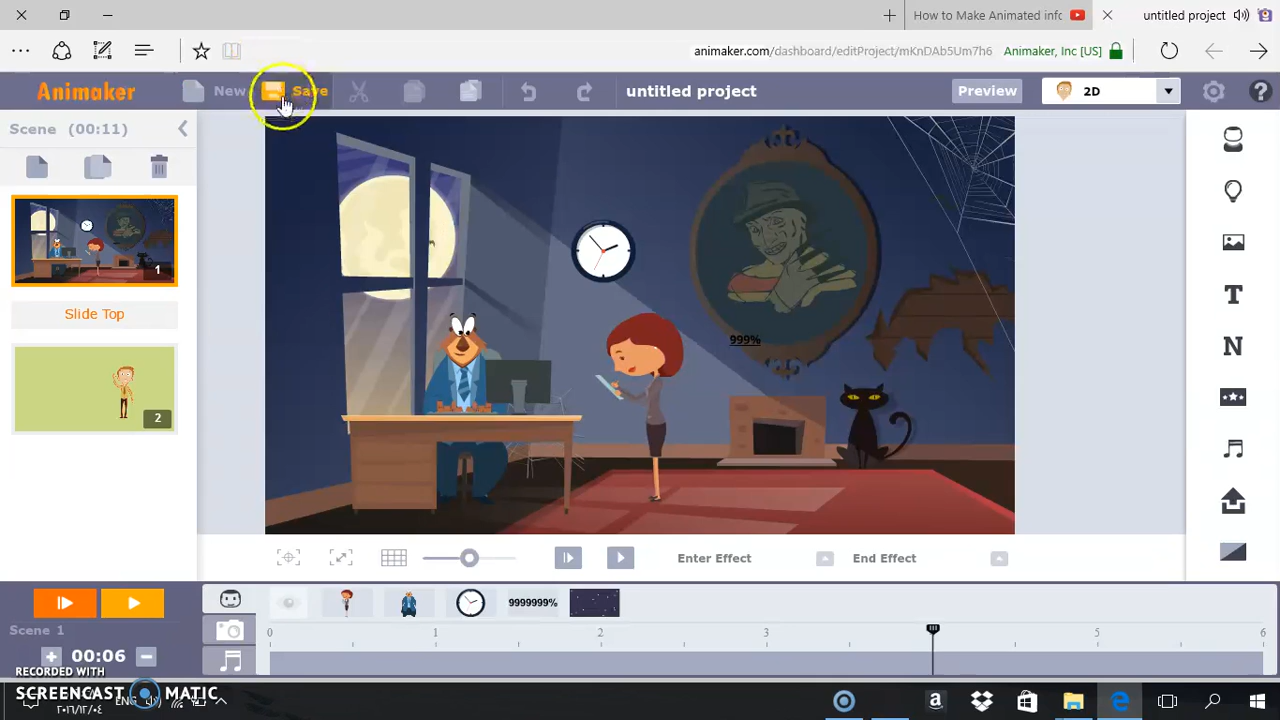 How to Make Animated info
untitled project
animaker.com/dashboard/editProject/mKnDAb5Um7h6
Animaker, Inc [US]
Animaker
New
Save
untitled project
Preview
2D
Scene (00:11)
1
Slide Top
2
999%
T
N
Enter Effect
End Effect
9999999%
Scene 1
00:06
0 1 2 3 5 6
RECORDED WITH
SCREENCAST MATIC
ENG